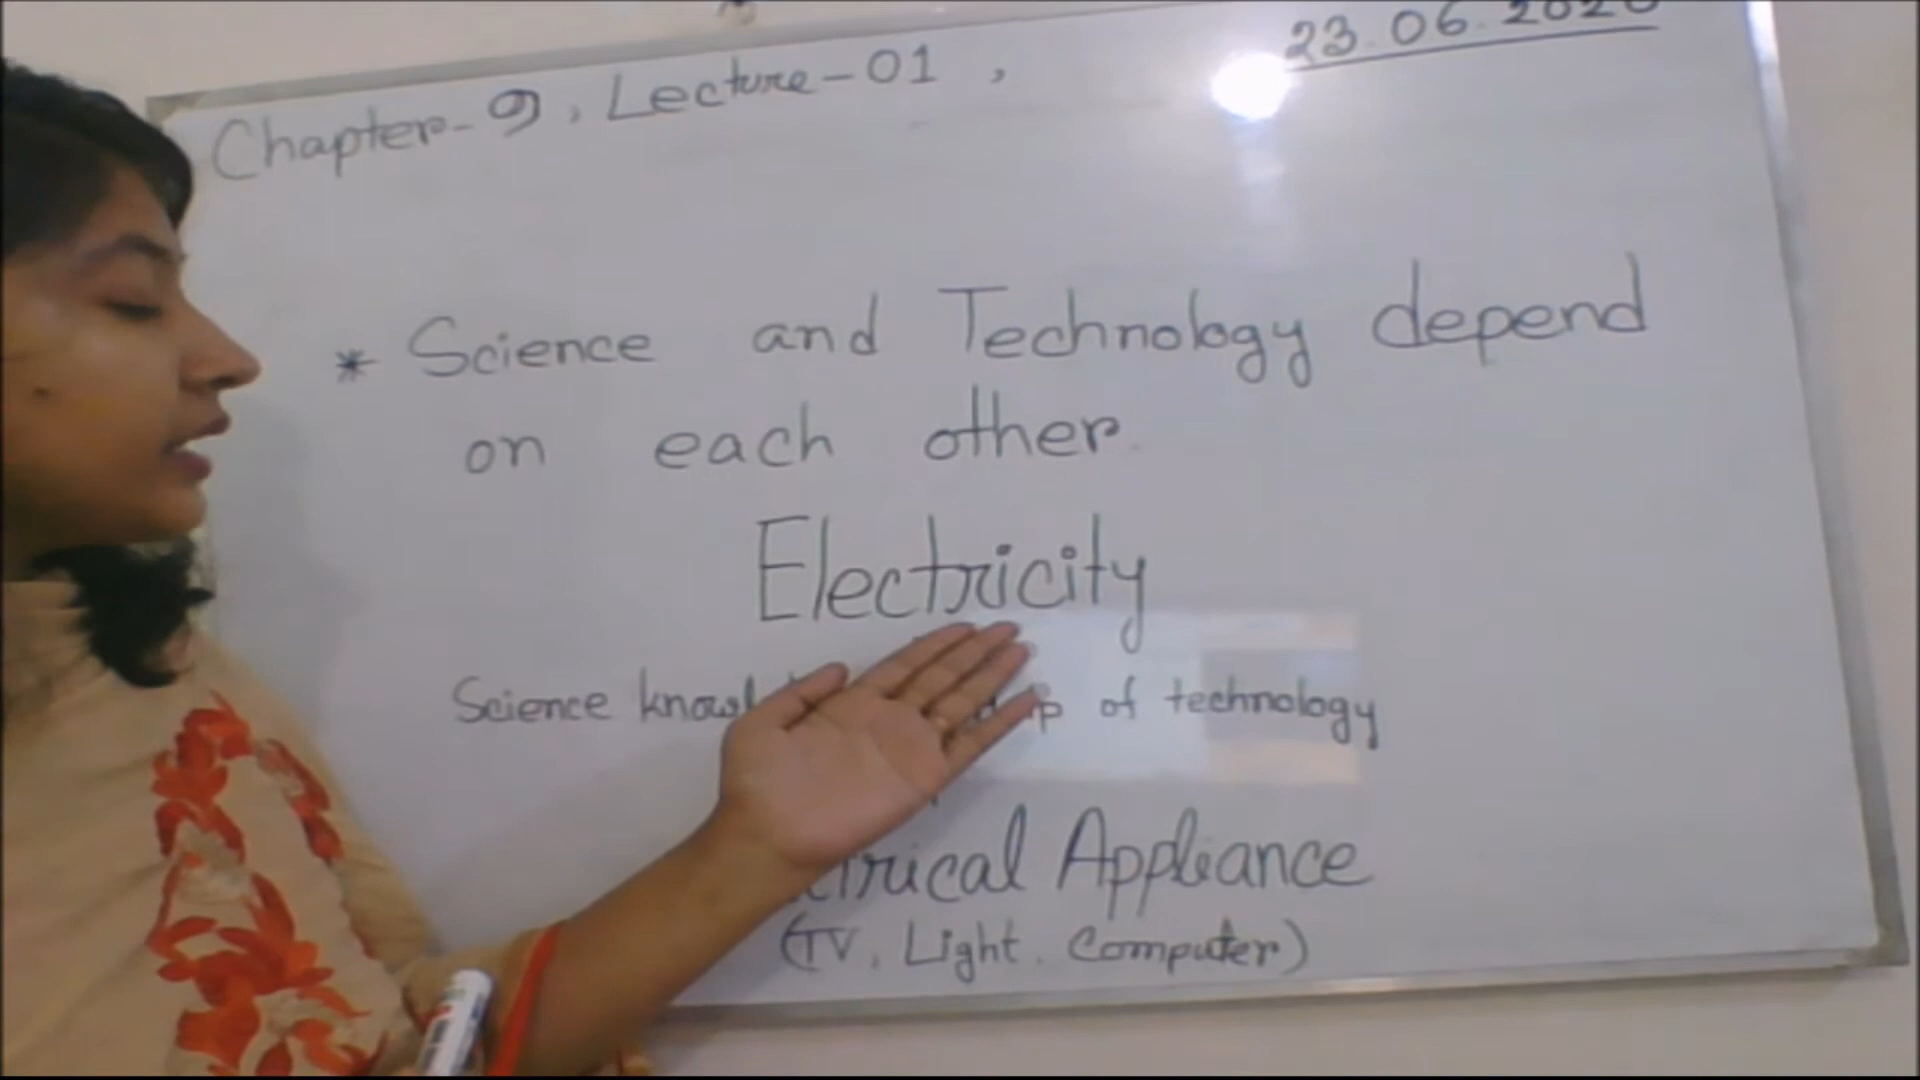 23.06.2020
Chapter-9, Lecture-01,
* Science and Technology depend
on each other.
Electricity
Science of technology
Appliance
(TV, Light, Computer)